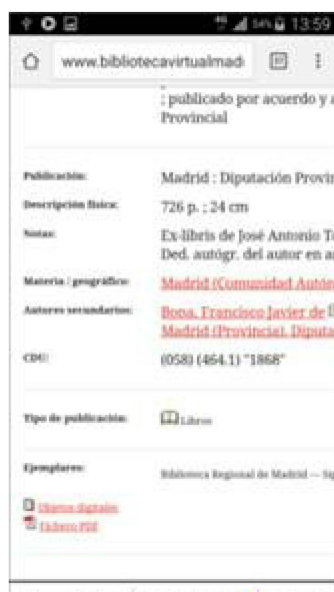 4G 54% 13:59
www.bibliotecavirtualmad
; publicado por acuerdo y a
Provincial
Publicación: Madrid : Diputación Provin
Descripción física: 726 p. ; 24 cm
Notas: Ex-libris de José Antonio T
Ded. autógr. del autor en a
Materia / geográfico: Madrid (Comunidad Autón
Autores secundarios: Bona, Francisco Javier de
Madrid (Provincia). Diputa
CDU: (058) (464.1) "1868"
Tipo de publicación: Libros
Ejemplares: Biblioteca Regional de Madrid — Sig
Objetos digitales
Fichero PDF